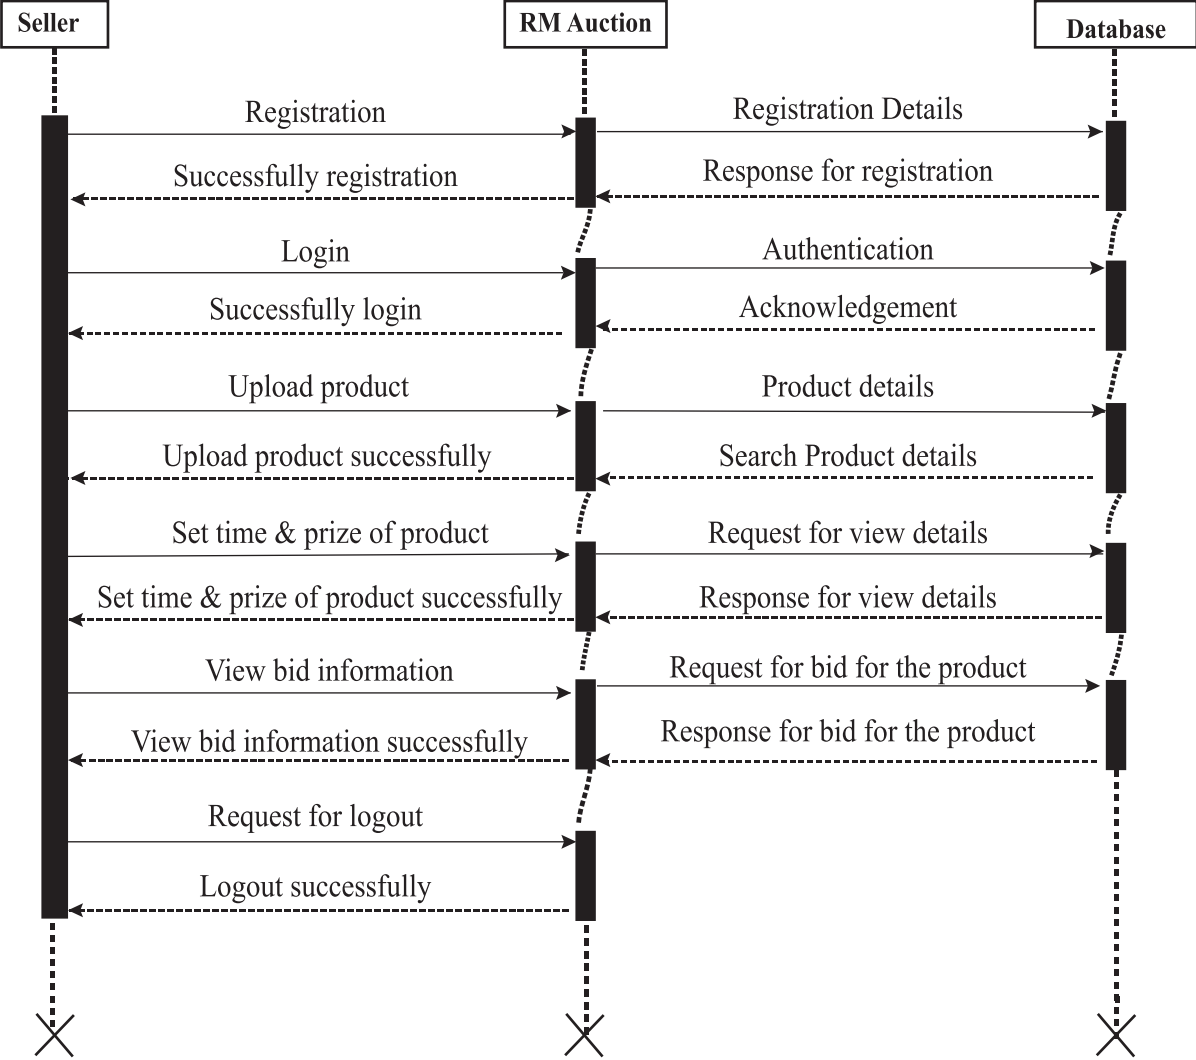 Seller
RM Auction
Database
Registration
Registration Details
Successfully registration
Response for registration
Login
Authentication
Successfully login
Acknowledgement
Upload product
Product details
Upload product successfully
Search Product details
Set time & prize of product
Request for view details
Set time & prize of product successfully
Response for view details
View bid information
Request for bid for the product
View bid information successfully
Response for bid for the product
Request for logout
Logout successfully